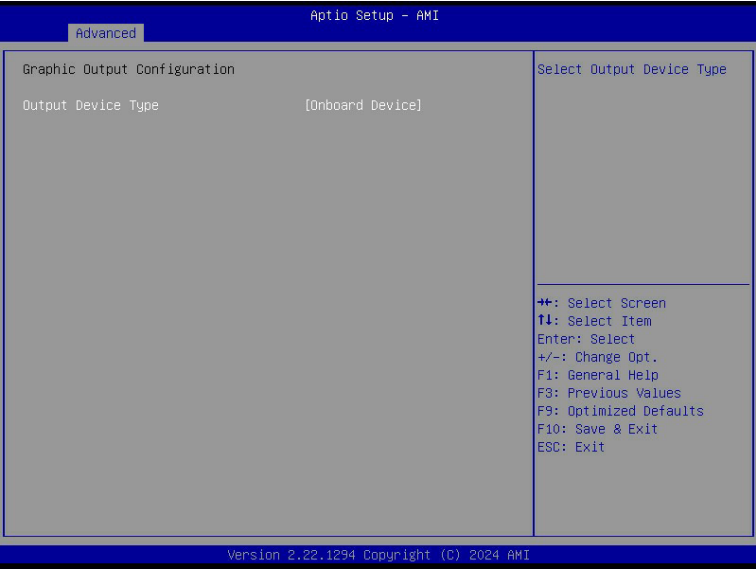 Aptio Setup – AMI
Advanced
Graphic Output Configuration
Output Device Type [Onboard Device]
Select Output Device Type
→←: Select Screen
↑↓: Select Item
Enter: Select
+/-: Change Opt.
F1: General Help
F3: Previous Values
F9: Optimized Defaults
F10: Save & Exit
ESC: Exit
Version 2.22.1294 Copyright (C) 2024 AMI